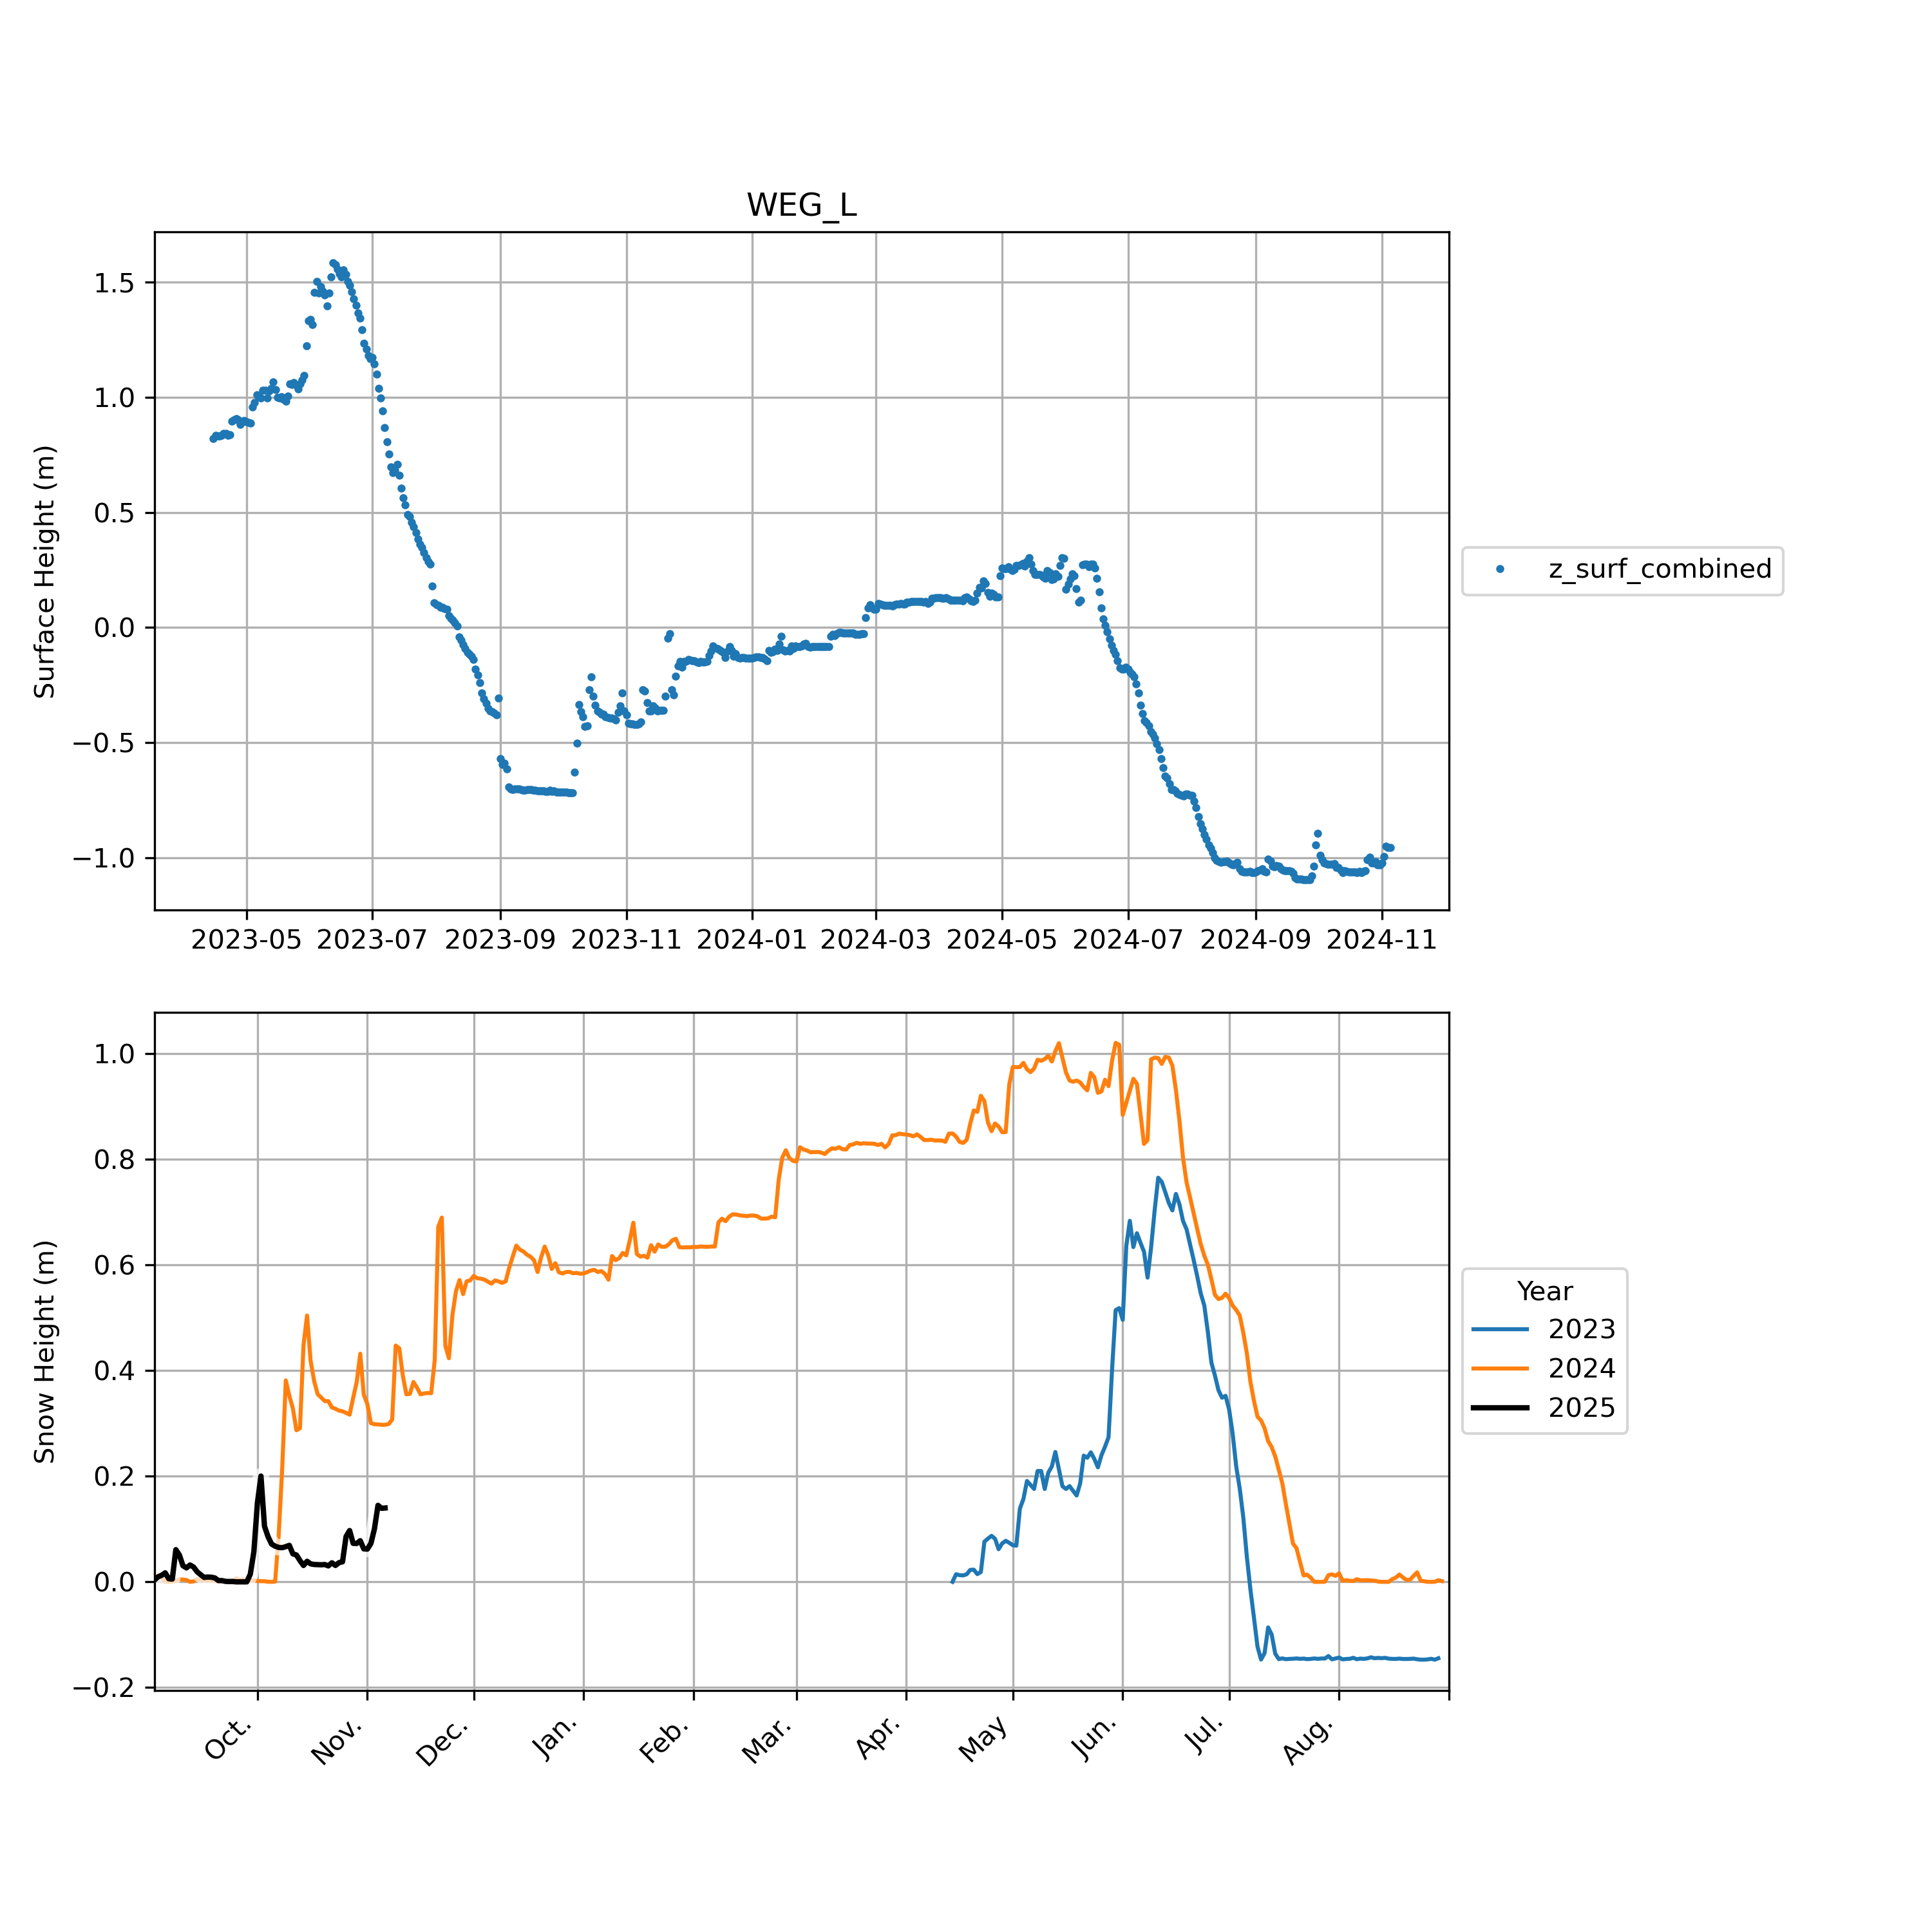 WEG_L
Surface Height (m)
1.5
1.0
0.5
0.0
−0.5
−1.0
2023-05 2023-07 2023-09 2023-11 2024-01 2024-03 2024-05 2024-07 2024-09 2024-11
z_surf_combined
Snow Height (m)
1.0
0.8
0.6
0.4
0.2
0.0
−0.2
Oct. Nov. Dec. Jan. Feb. Mar. Apr. May Jun. Jul. Aug.
Year
2023
2024
2025